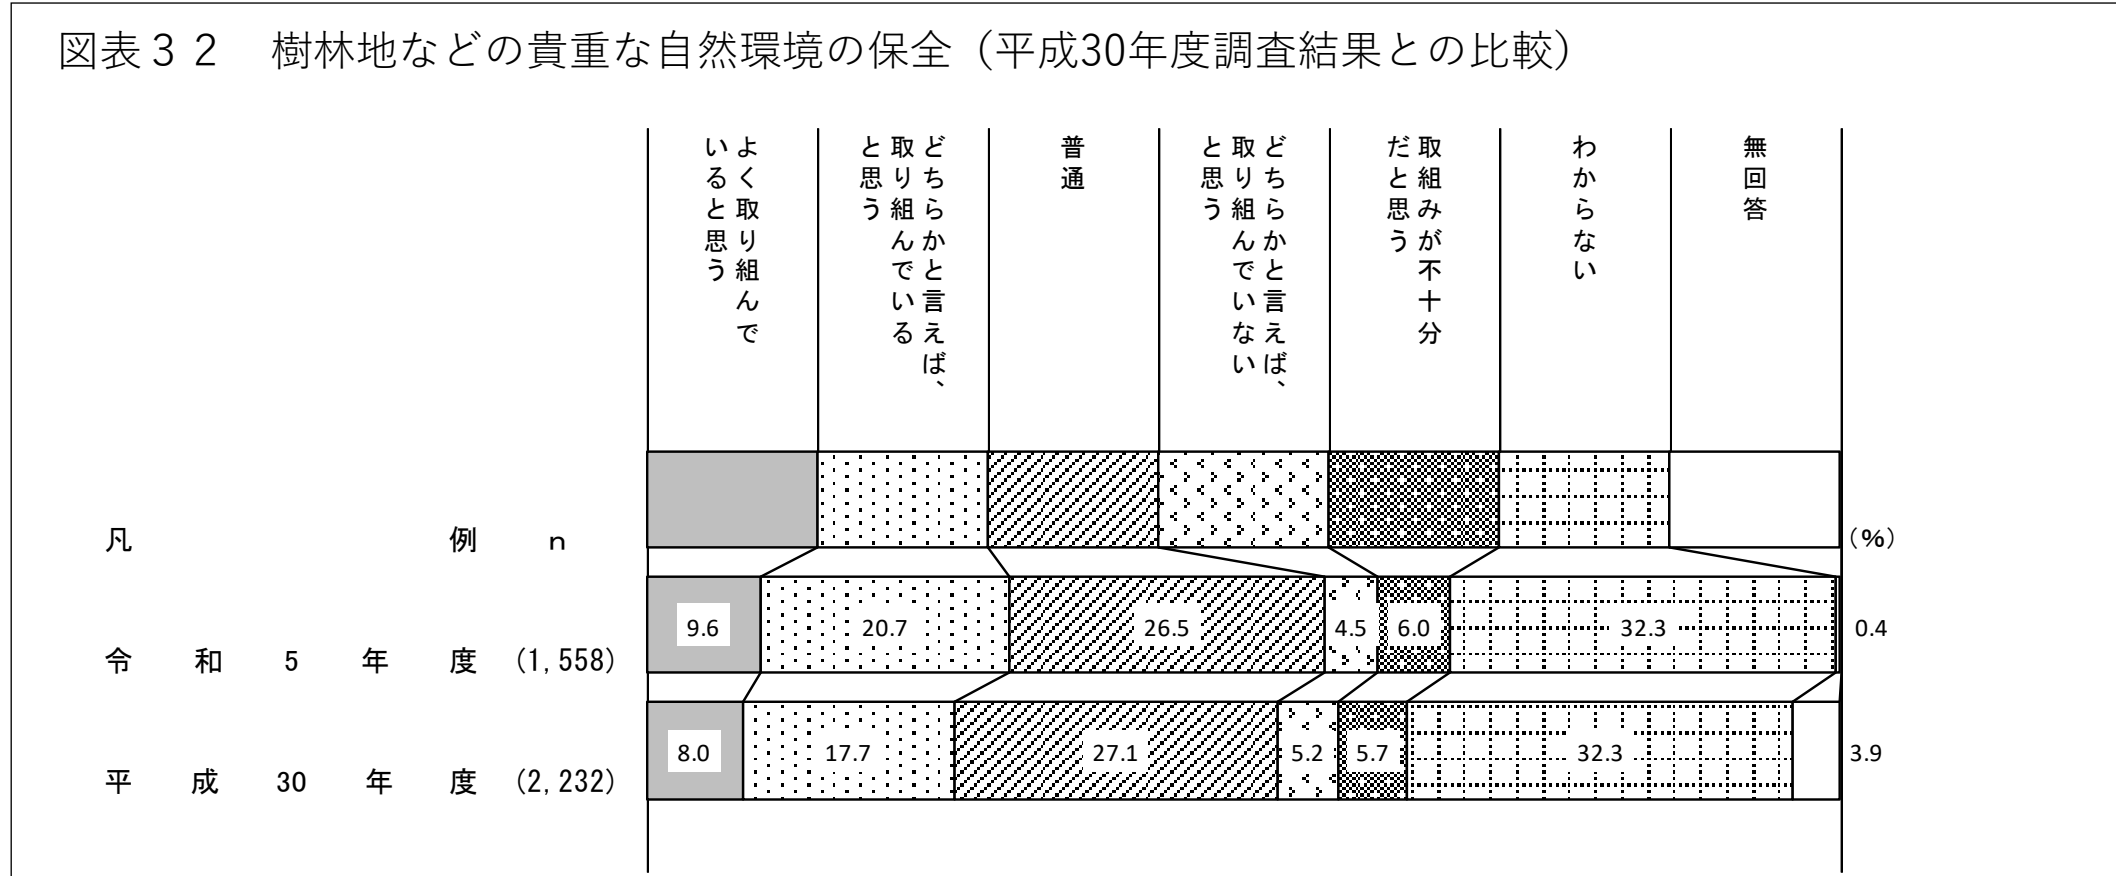 図表３２　樹林地などの貴重な自然環境の保全（平成30年度調査結果との比較）
よく取り組んで
いると思う
どちらかと言えば、
取り組んでいる
と思う
普通
どちらかと言えば、
取り組んでいない
と思う
取組みが不十分
だと思う
わからない
無回答
凡例 n
(%)
9.6 20.7 26.5 4.5 6.0 32.3 0.4
令和5年度 (1,558)
8.0 17.7 27.1 5.2 5.7 32.3 3.9
平成30年度 (2,232)